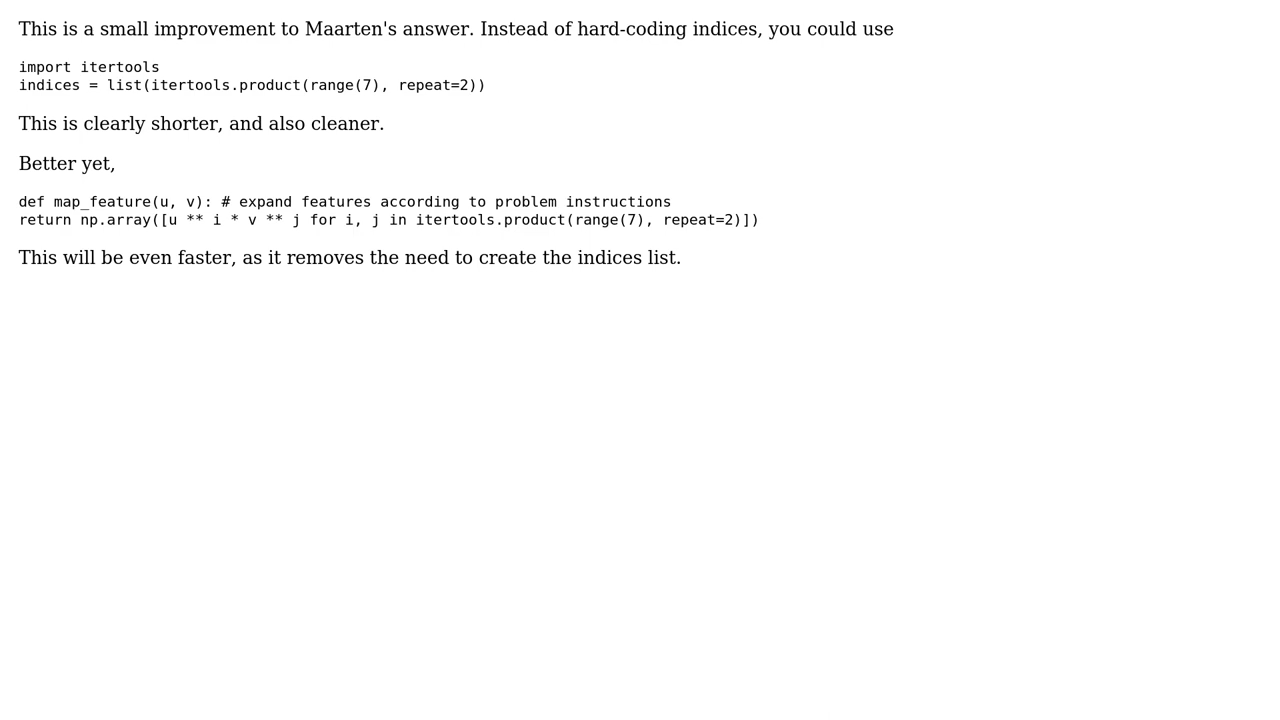 This is a small improvement to Maarten's answer. Instead of hard-coding indices, you could use
import itertools
indices = list(itertools.product(range(7), repeat=2))
This is clearly shorter, and also cleaner.
Better yet,
def map_feature(u, v): # expand features according to problem instructions
return np.array([u ** i * v ** j for i, j in itertools.product(range(7), repeat=2)])
This will be even faster, as it removes the need to create the indices list.